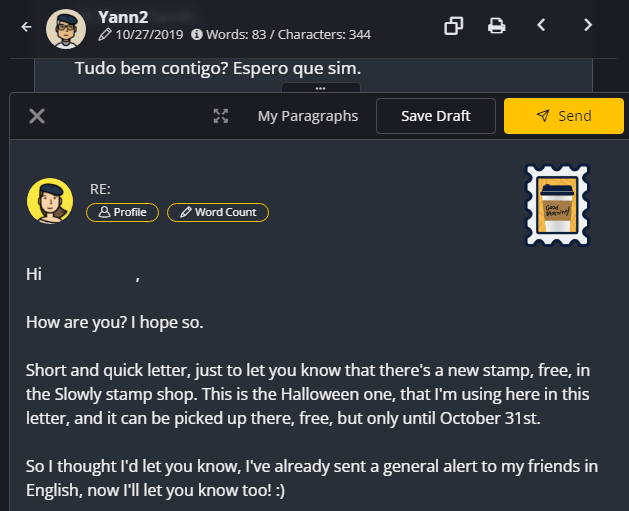 Yann2
10/27/2019 Words: 83 / Characters: 344
Tudo bem contigo? Espero que sim.
My Paragraphs
Save Draft
Send
RE:
Profile
Word Count
Good Morning!
Hi ,
How are you? I hope so.
Short and quick letter, just to let you know that there's a new stamp, free, in
the Slowly stamp shop. This is the Halloween one, that I'm using here in this
letter, and it can be picked up there, free, but only until October 31st.
So I thought I'd let you know, I've already sent a general alert to my friends in
English, now I'll let you know too! :)